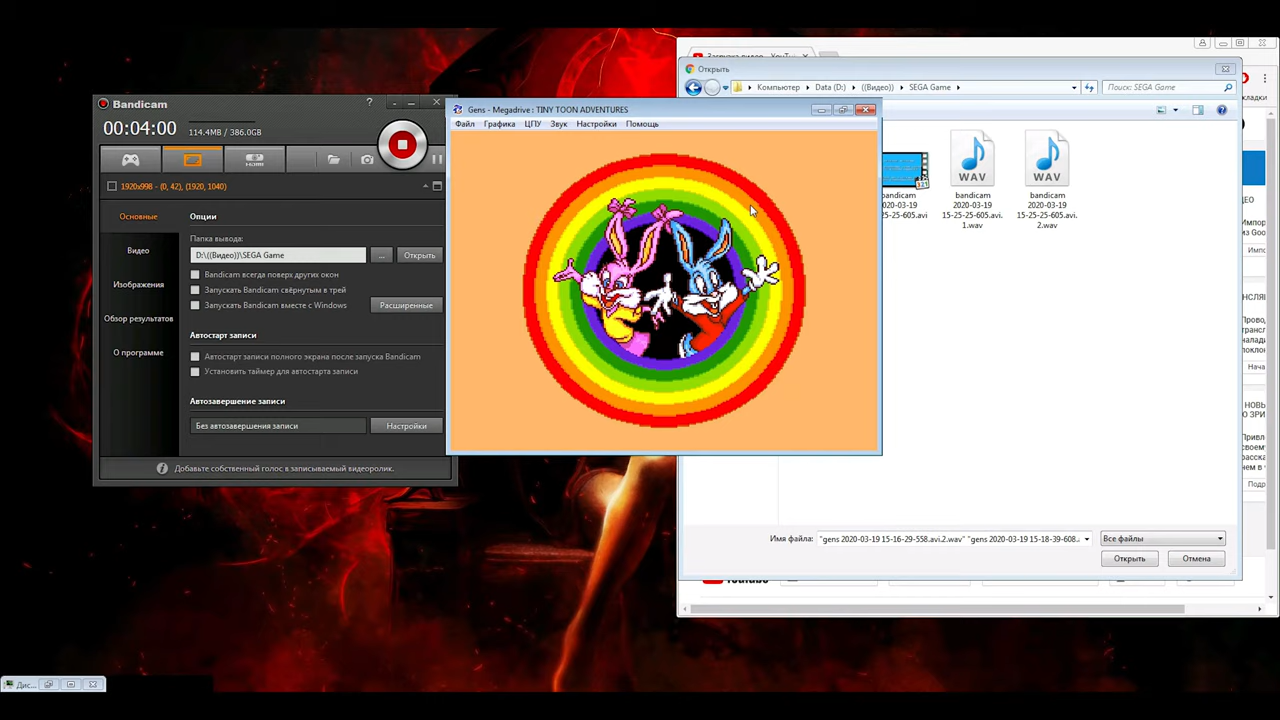 Bandicam
00:04:00
114.4MB / 386.0GB
1920x998 - (0, 42), (1920, 1040)
Основные
Видео
Изображения
Обзор результатов
О программе
Опции
Папка вывода:
D:\((Видео))\SEGA Game
...
Открыть
Bandicam всегда поверх других окон
Запускать Bandicam свёрнутым в трей
Запускать Bandicam вместе с Windows
Расширенные
Автостарт записи
Автостарт записи полного экрана после запуска Bandicam
Установить таймер для автостарта записи
Автозавершение записи
Без автозавершения записи
Настройки
Добавьте собственный голос в записываемый видеоролик.
Gens - Megadrive : TINY TOON ADVENTURES
Файл Графика ЦПУ Звук Настройки Помощь
Открыть
Компьютер Data (D:) ((Видео)) SEGA Game
Поиск: SEGA Game
WAV
WAV
bandicam
2020-03-19
15-25-25-605.avi
bandicam
2020-03-19
15-25-25-605.avi.
1.wav
bandicam
2020-03-19
15-25-25-605.avi.
2.wav
Имя файла:
"gens 2020-03-19 15-16-29-558.avi.2.wav" "gens 2020-03-19 15-18-39-608.
Все файлы
Открыть
Отмена
Дис...